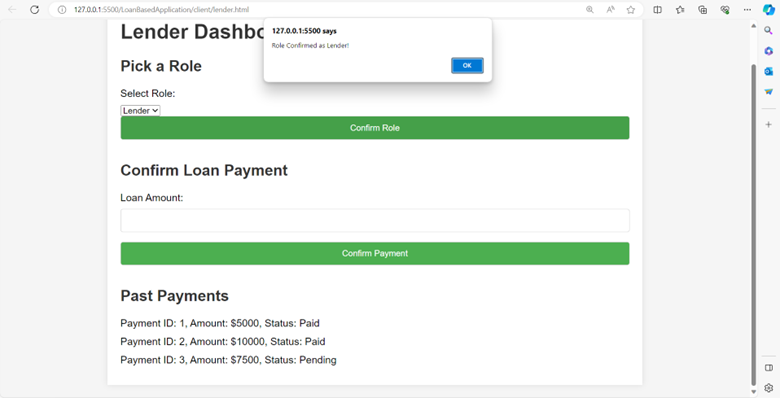 127.0.0.1:5500/LoanBasedApplication/client/lender.html
Lender Dashbo
127.0.0.1:5500 says
Role Confirmed as Lender!
OK
Pick a Role
Select Role:
Lender
Confirm Role
Confirm Loan Payment
Loan Amount:
Confirm Payment
Past Payments
Payment ID: 1, Amount: $5000, Status: Paid
Payment ID: 2, Amount: $10000, Status: Paid
Payment ID: 3, Amount: $7500, Status: Pending